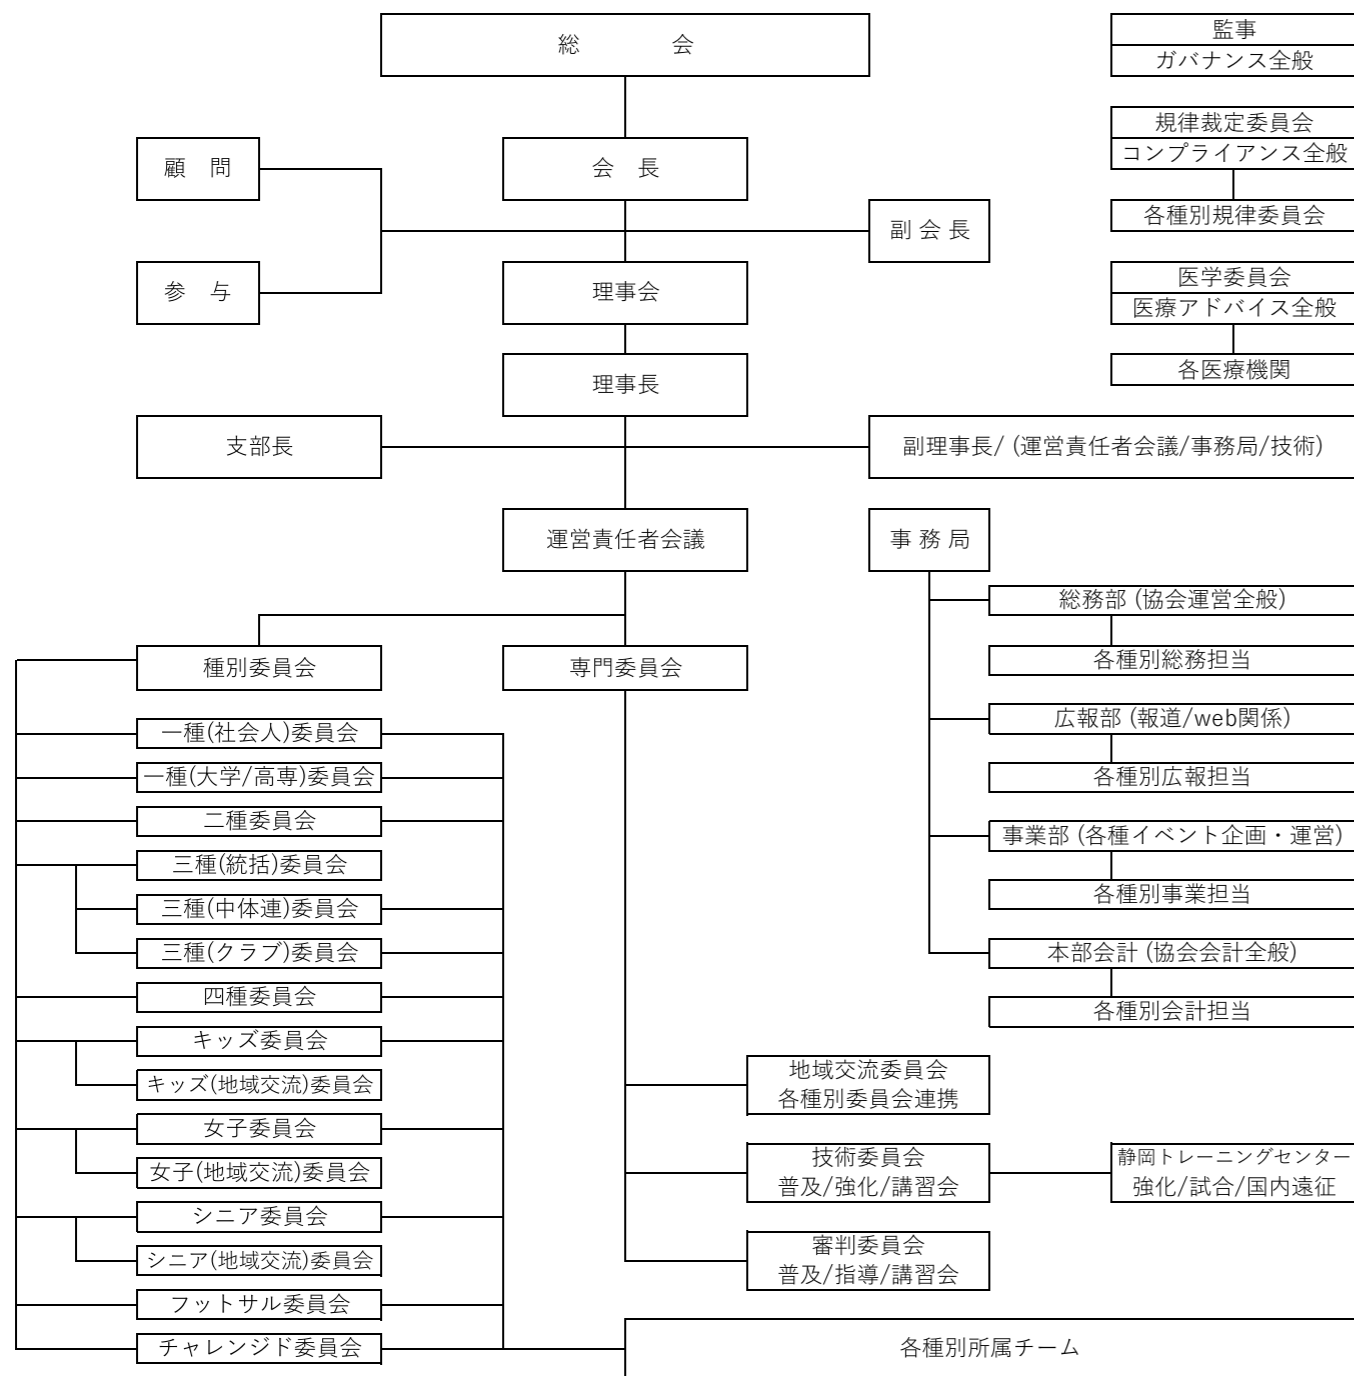 総　　　会
監事
ガバナンス全般
規律裁定委員会
コンプライアンス全般
各種別規律委員会
顧　問
会　長
副 会 長
参　与
理事会
医学委員会
医療アドバイス全般
各医療機関
理事長
支部長
副理事長/ (運営責任者会議/事務局/技術)
運営責任者会議
事 務 局
総務部 (協会運営全般)
各種別総務担当
広報部 (報道/web関係)
各種別広報担当
事業部 (各種イベント企画・運営)
各種別事業担当
本部会計 (協会会計全般)
各種別会計担当
種別委員会
専門委員会
一種(社会人)委員会
一種(大学/高専)委員会
二種委員会
三種(統括)委員会
三種(中体連)委員会
三種(クラブ)委員会
四種委員会
キッズ委員会
キッズ(地域交流)委員会
女子委員会
女子(地域交流)委員会
シニア委員会
シニア(地域交流)委員会
フットサル委員会
チャレンジド委員会
地域交流委員会
各種別委員会連携
技術委員会
普及/強化/講習会
静岡トレーニングセンター
強化/試合/国内遠征
審判委員会
普及/指導/講習会
各種別所属チーム